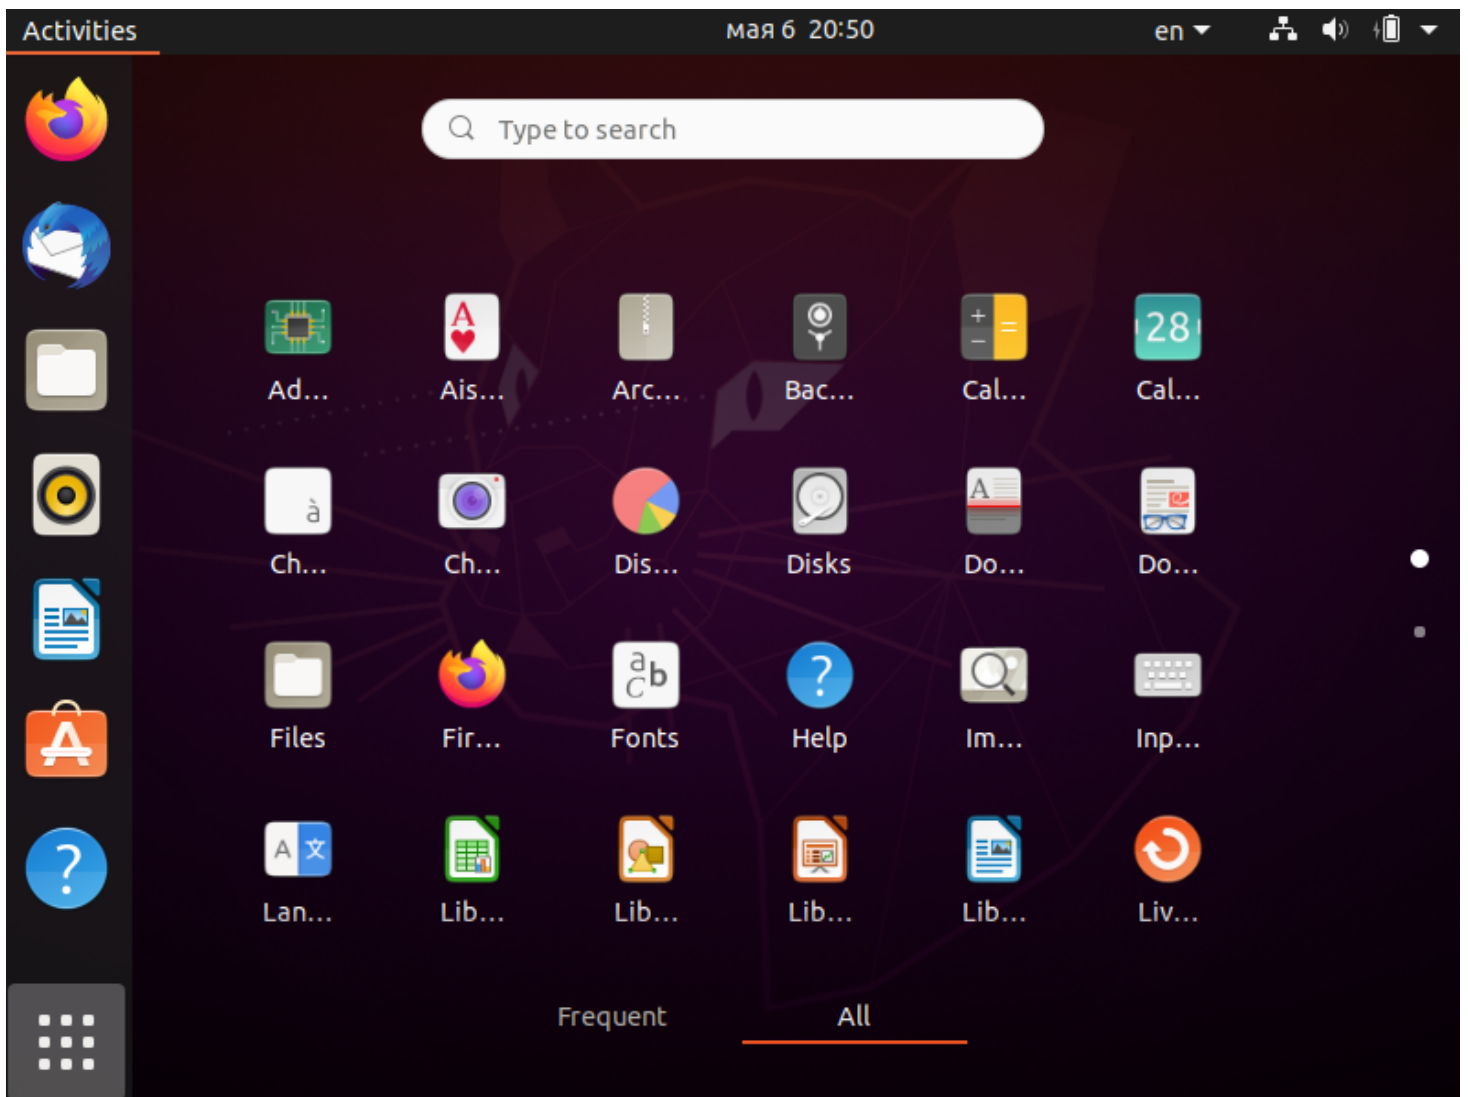 Activities мая 6 20:50 en
Type to search
Ad... Ais... Arc... Bac... Cal... Cal...
Ch... Ch... Dis... Disks Do... Do...
Files Fir... Fonts Help Im... Inp...
Lan... Lib... Lib... Lib... Lib... Liv...
Frequent All